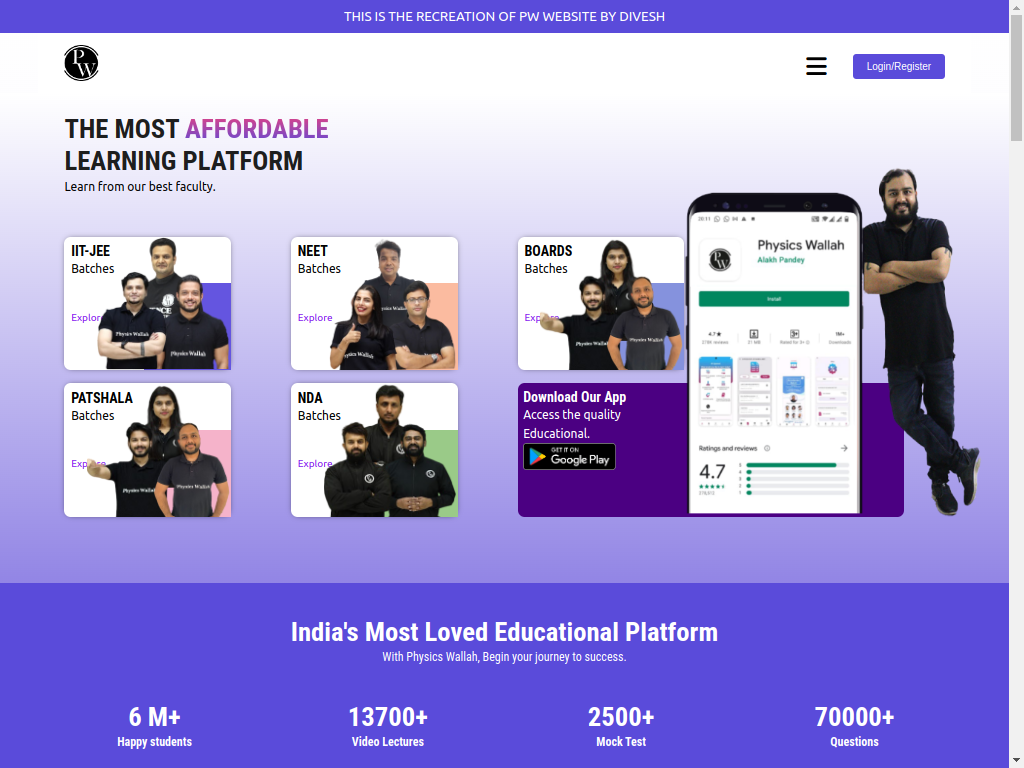 THIS IS THE RECREATION OF PW WEBSITE BY DIVESH
PW
Login/Register
THE MOST AFFORDABLE
LEARNING PLATFORM
Learn from our best faculty.
IIT-JEE
Batches
Explore
NEET
Batches
Explore
BOARDS
Batches
Explore
Physics Wallah
Alakh Pandey
Install
4.7★
Ratings and reviews
4.7
PATSHALA
Batches
Explore
NDA
Batches
Explore
Download Our App
Access the quality
Educational.
GET IT ON
Google Play
India's Most Loved Educational Platform
With Physics Wallah, Begin your journey to success.
6 M+
Happy students
13700+
Video Lectures
2500+
Mock Test
70000+
Questions